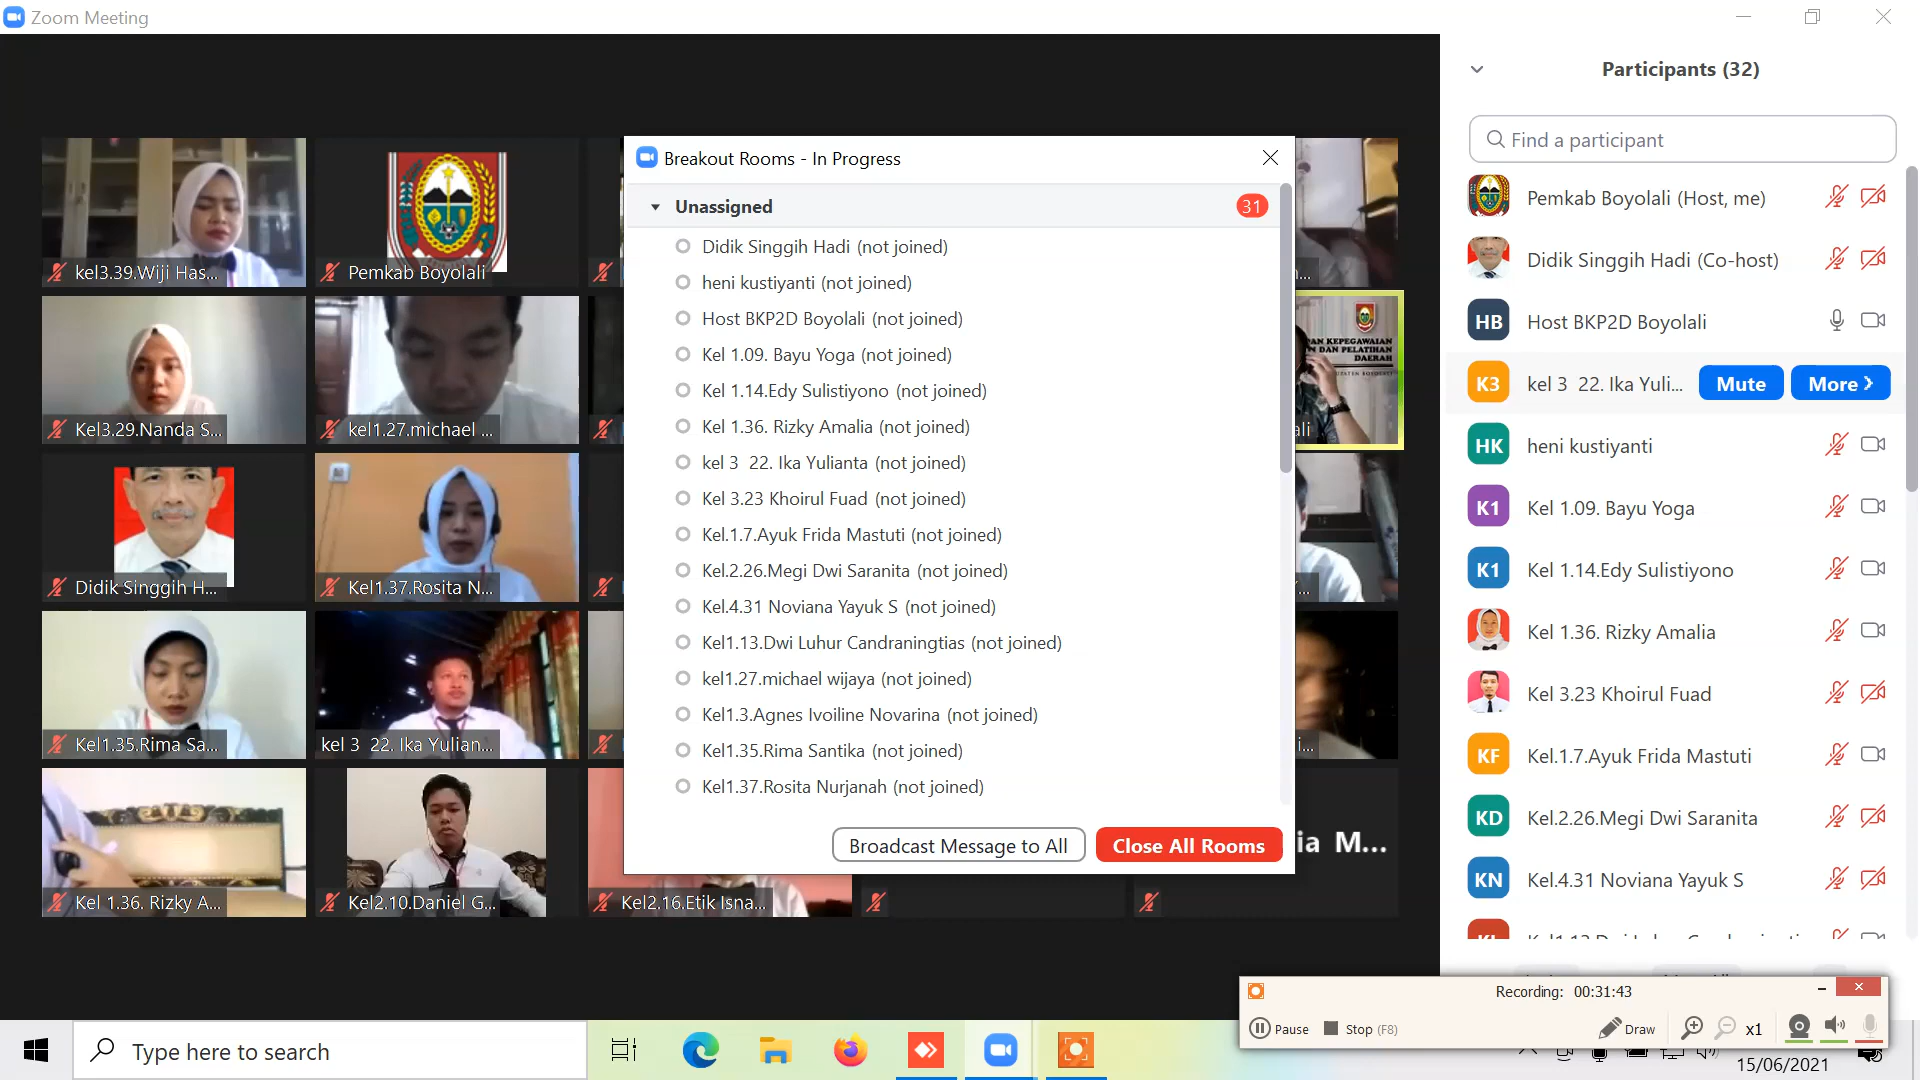 Zoom Meeting
Participants (32)
Find a participant
Pemkab Boyolali (Host, me)
Didik Singgih Hadi (Co-host)
HB Host BKP2D Boyolali
K3 kel 3 22. Ika Yuli... Mute More
HK heni kustiyanti
K1 Kel 1.09. Bayu Yoga
K1 Kel 1.14.Edy Sulistiyono
Kel 1.36. Rizky Amalia
Kel 3.23 Khoirul Fuad
KF Kel.1.7.Ayuk Frida Mastuti
KD Kel.2.26.Megi Dwi Saranita
KN Kel.4.31 Noviana Yayuk S
Breakout Rooms - In Progress
Unassigned 31
Didik Singgih Hadi (not joined)
heni kustiyanti (not joined)
Host BKP2D Boyolali (not joined)
Kel 1.09. Bayu Yoga (not joined)
Kel 1.14.Edy Sulistiyono (not joined)
Kel 1.36. Rizky Amalia (not joined)
kel 3 22. Ika Yulianta (not joined)
Kel 3.23 Khoirul Fuad (not joined)
Kel.1.7.Ayuk Frida Mastuti (not joined)
Kel.2.26.Megi Dwi Saranita (not joined)
Kel.4.31 Noviana Yayuk S (not joined)
Kel1.13.Dwi Luhur Candraningtias (not joined)
kel1.27.michael wijaya (not joined)
Kel1.3.Agnes Ivoiline Novarina (not joined)
Kel1.35.Rima Santika (not joined)
Kel1.37.Rosita Nurjanah (not joined)
Broadcast Message to All Close All Rooms
kel3.39.Wiji Has...
Pemkab Boyolali
Kel3.29.Nanda S...
kel1.27.michael ...
KEPEGAWAIAN
DAN PELATIHAN
DAERAH
Didik Singgih H...
Kel1.37.Rosita N...
Kel1.35.Rima Sa...
kel 3 22. Ika Yulian...
Kel 1.36. Rizky A...
Kel2.10.Daniel G...
Kel2.16.Etik Isna...
ia M...
Recording: 00:31:43
Pause Stop (F8) Draw x1
Type here to search
15/06/2021